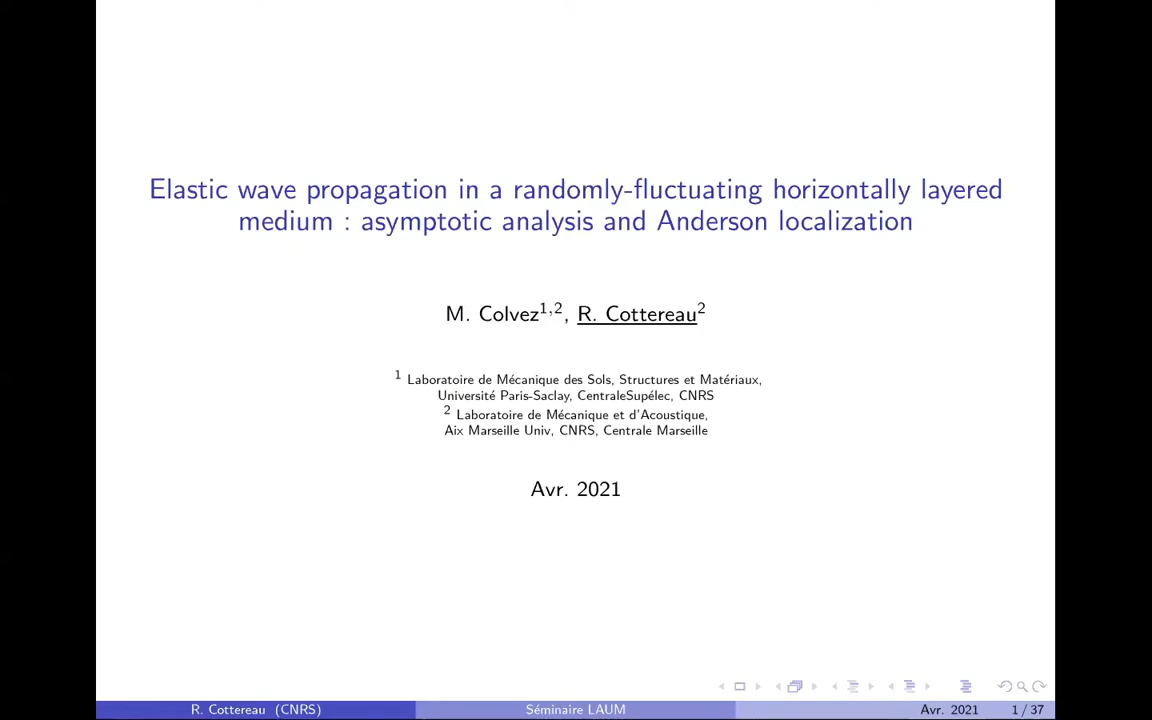 Elastic wave propagation in a randomly-fluctuating horizontally layered
medium : asymptotic analysis and Anderson localization
M. Colvez1,2, R. Cottereau2
1 Laboratoire de Mécanique des Sols, Structures et Matériaux,
Université Paris-Saclay, CentraleSupélec, CNRS
2 Laboratoire de Mécanique et d'Acoustique,
Aix Marseille Univ, CNRS, Centrale Marseille
Avr. 2021
R. Cottereau (CNRS) Séminaire LAUM Avr. 2021 1 / 37